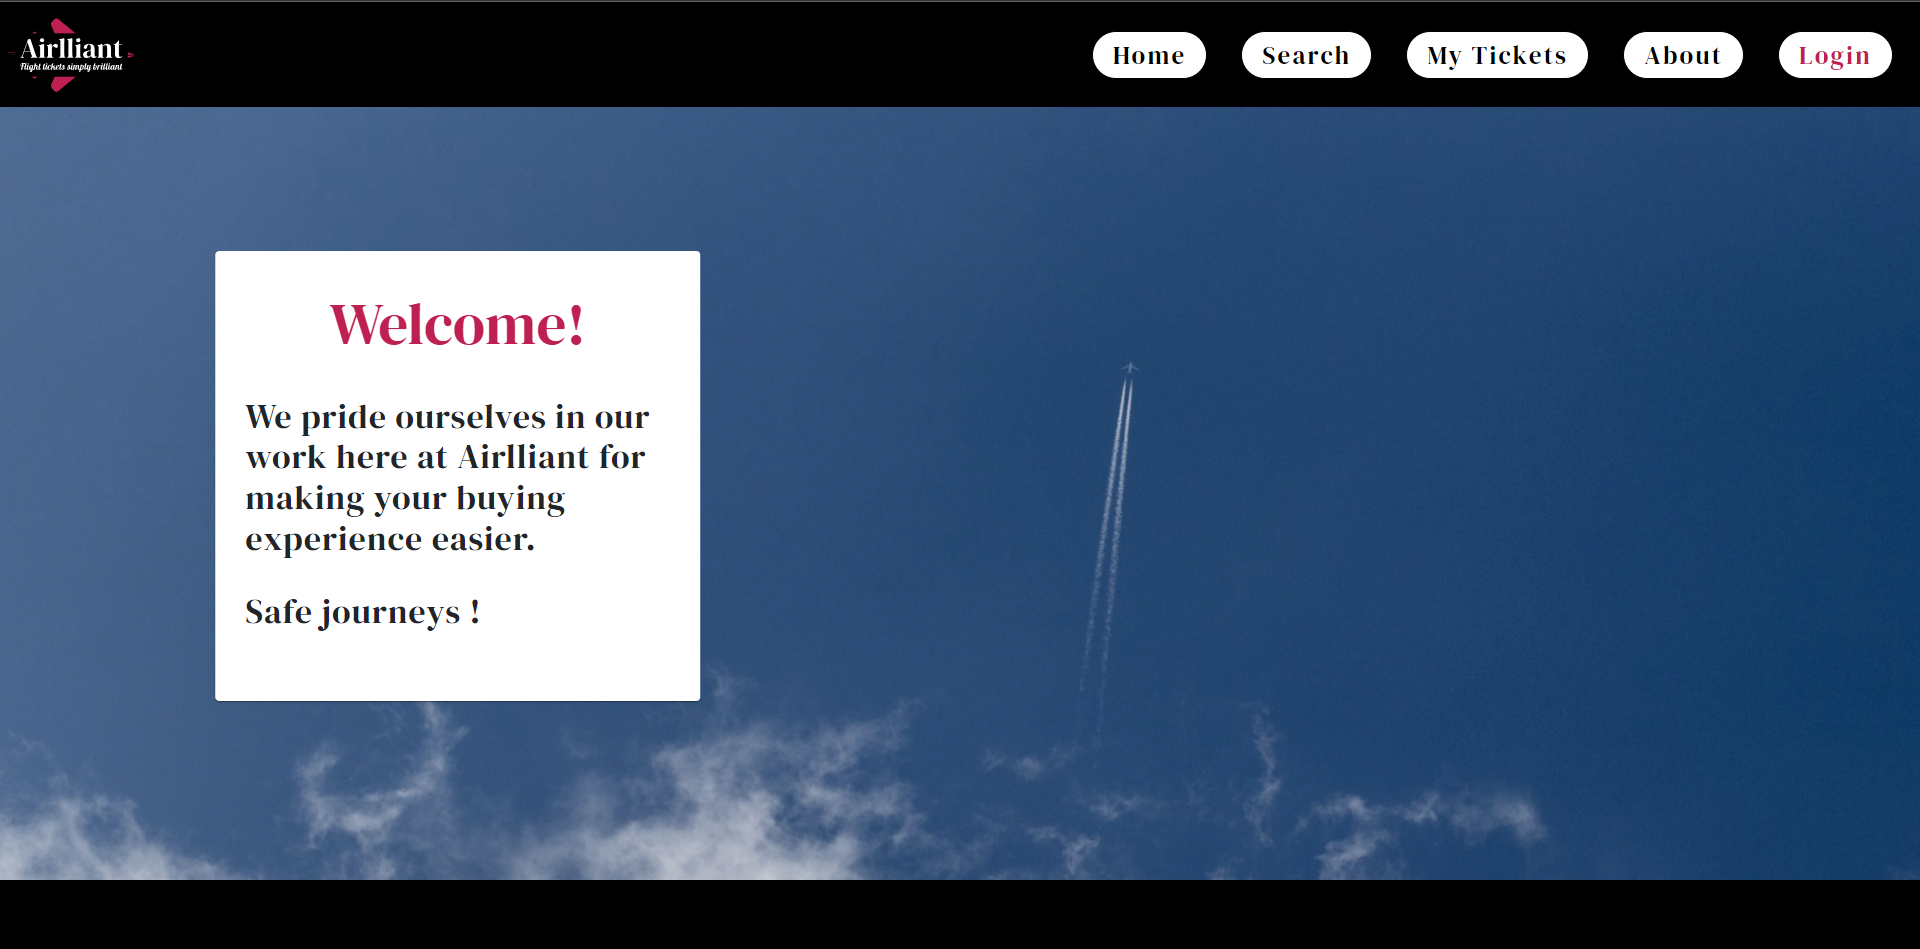 Airlliant
Flight tickets simply brilliant
Home
Search
My Tickets
About
Login
Welcome!
We pride ourselves in our
work here at Airlliant for
making your buying
experience easier.
Safe journeys !